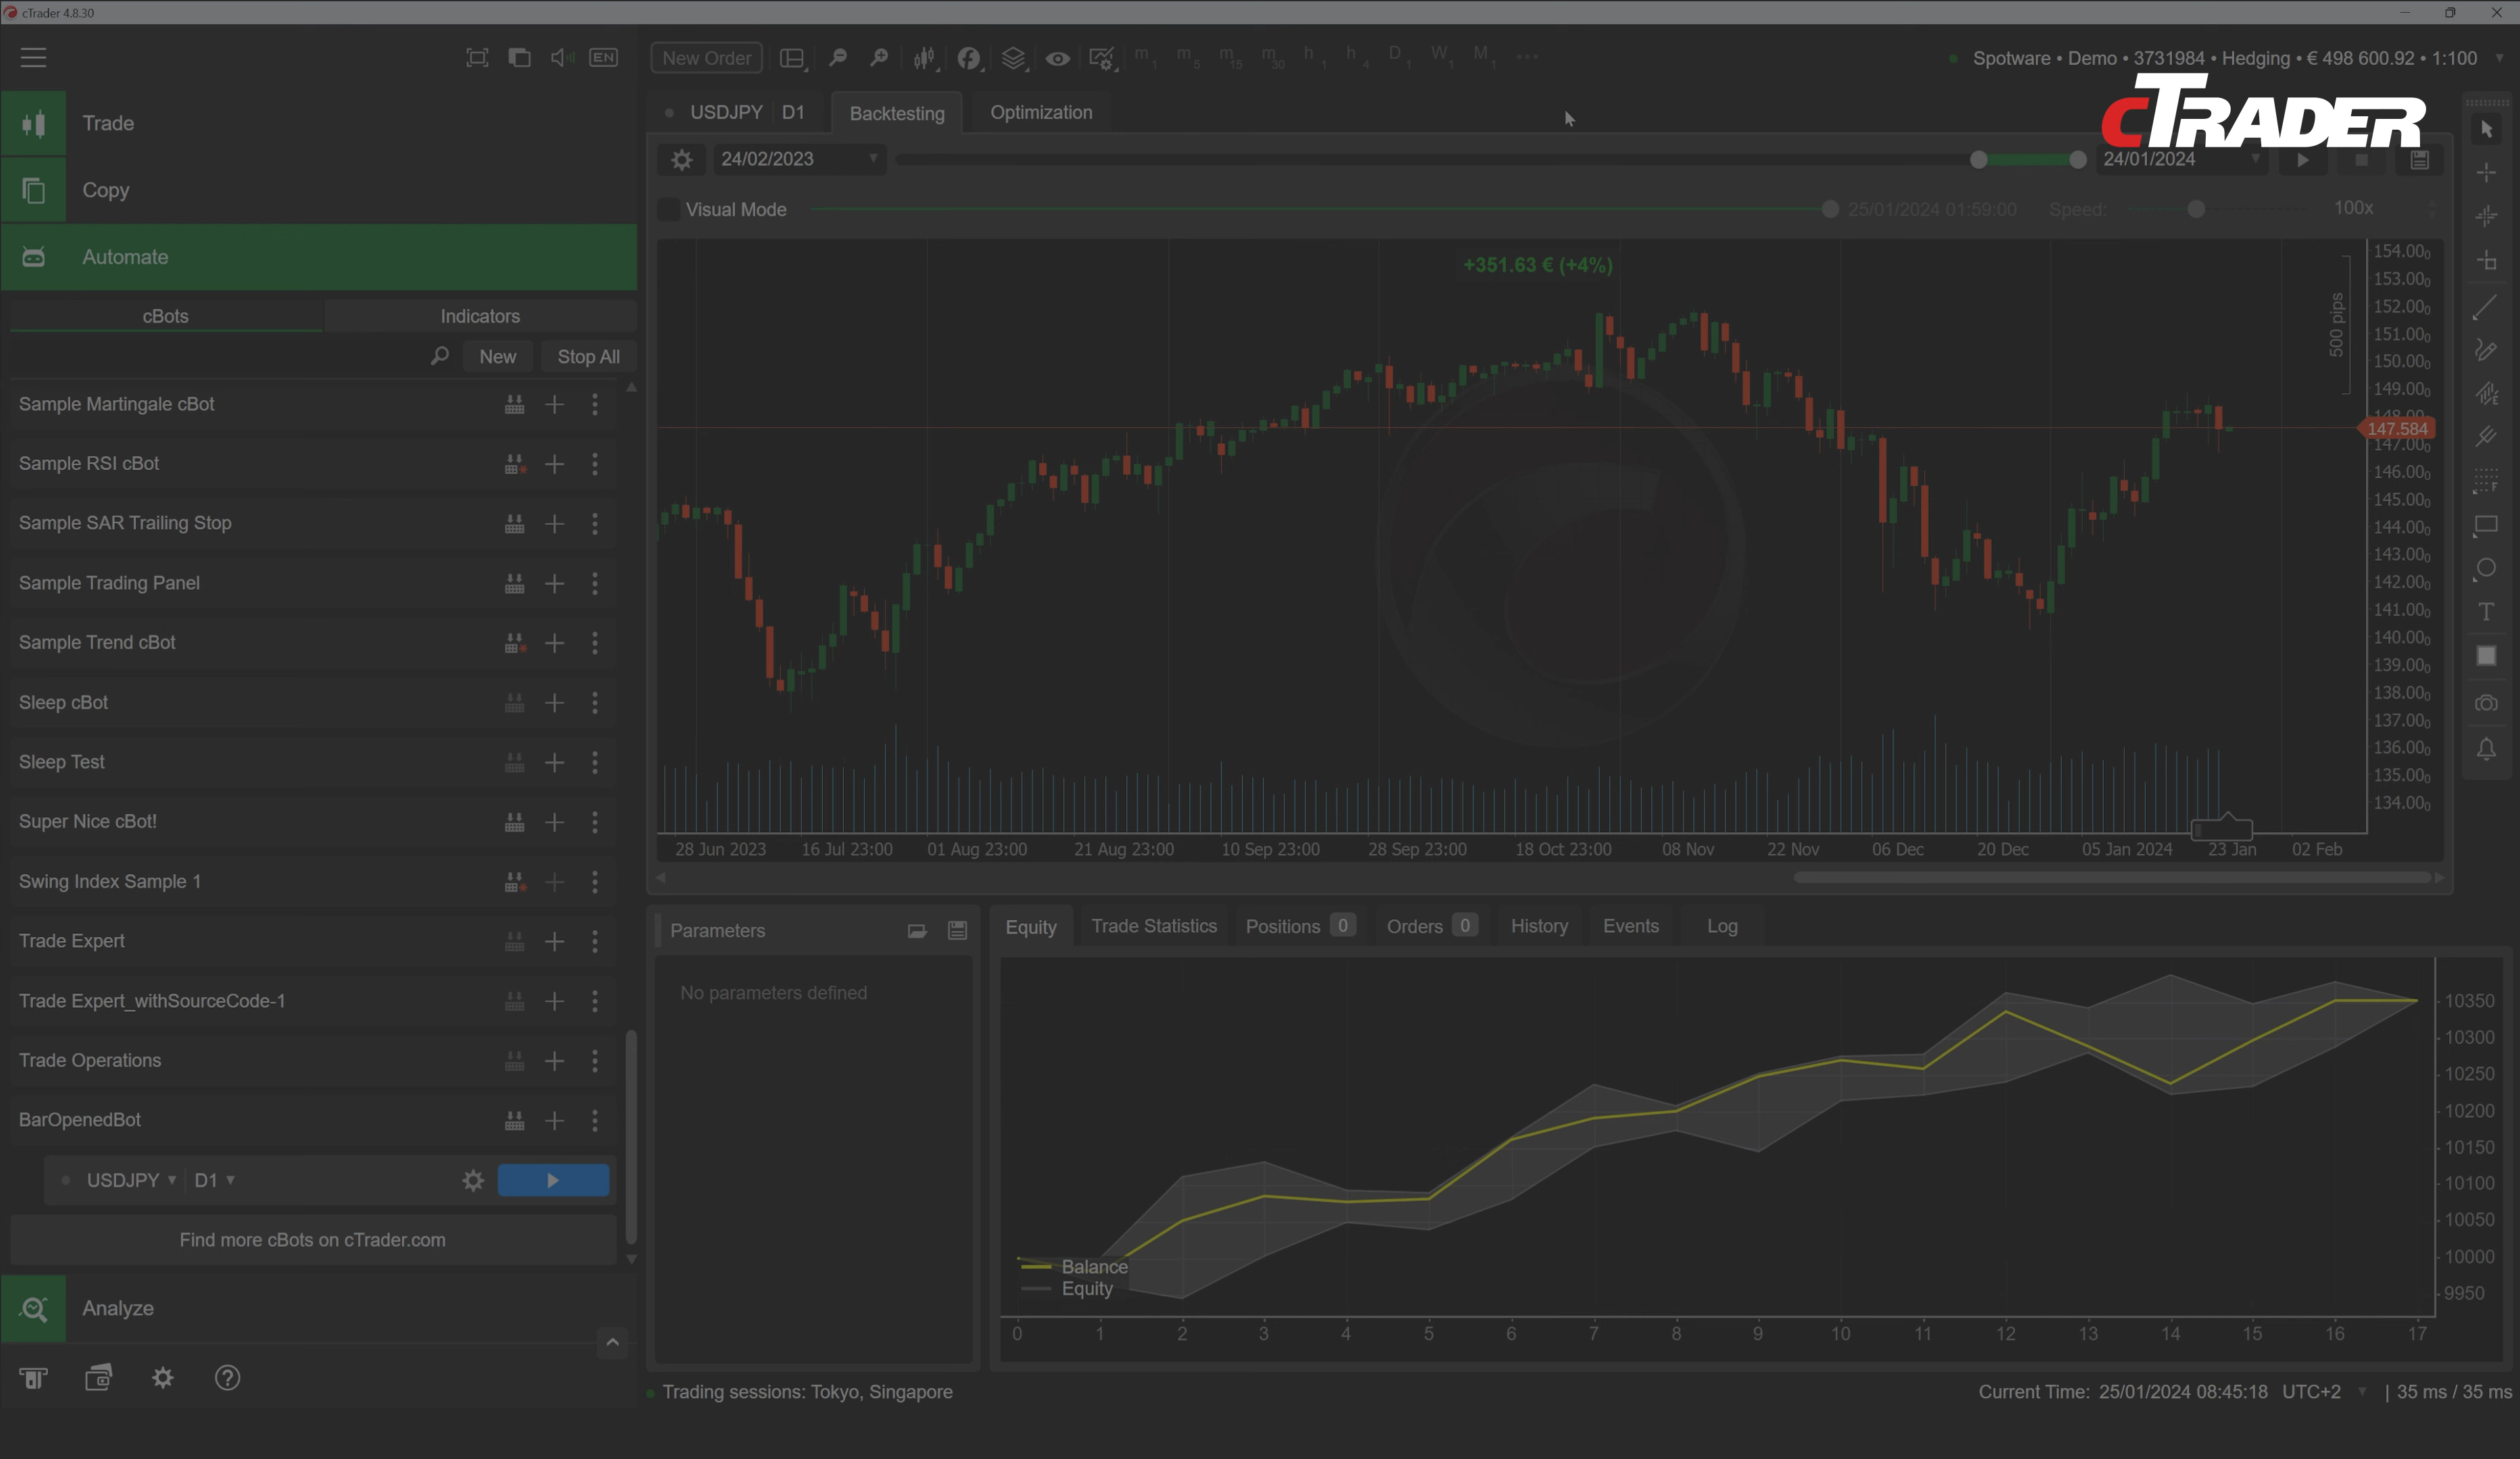 cTrader 4.8.30
EN
New Order
m1 m5 m15 m30 h1 h4 D1 W1 M1
Spotware • Demo • 3731984 • Hedging • € 498 600.92 • 1:100
cTRADER
Trade
Copy
Automate
cBots
Indicators
New
Stop All
Sample Martingale cBot
Sample RSI cBot
Sample SAR Trailing Stop
Sample Trading Panel
Sample Trend cBot
Sleep cBot
Sleep Test
Super Nice cBot!
Swing Index Sample 1
Trade Expert
Trade Expert_withSourceCode-1
Trade Operations
BarOpenedBot
USDJPY D1
Find more cBots on cTrader.com
Analyze
USDJPY D1
Backtesting
Optimization
24/02/2023
24/01/2024
Visual Mode
25/01/2024 01:59:00
Speed:
100x
+351.63 € (+4%)
500 pips
154.000
153.000
152.000
151.000
150.000
149.000
148.000
147.584
147.000
146.000
145.000
144.000
143.000
142.000
141.000
140.000
139.000
138.000
137.000
136.000
135.000
134.000
E
F
T
28 Jun 2023
16 Jul 23:00
01 Aug 23:00
21 Aug 23:00
10 Sep 23:00
28 Sep 23:00
18 Oct 23:00
08 Nov
22 Nov
06 Dec
20 Dec
05 Jan 2024
23 Jan
02 Feb
Parameters
No parameters defined
Equity
Trade Statistics
Positions 0
Orders 0
History
Events
Log
10350
10300
10250
10200
10150
10100
10050
10000
9950
Balance
Equity
0 1 2 3 4 5 6 7 8 9 10 11 12 13 14 15 16 17
Trading sessions: Tokyo, Singapore
Current Time: 25/01/2024 08:45:18 UTC+2
| 35 ms / 35 ms